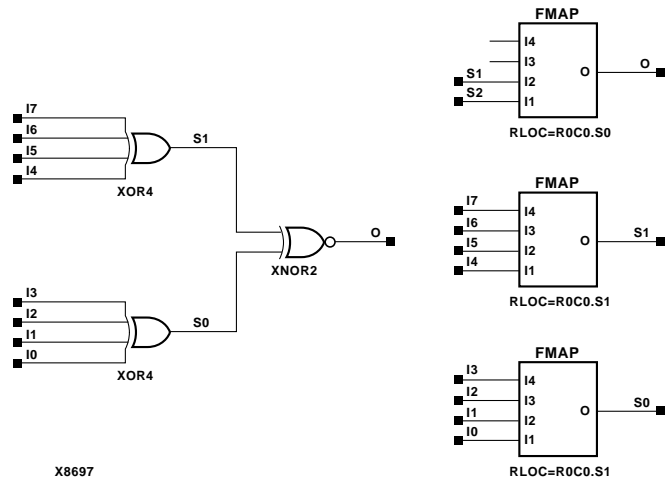 FMAP
I4
I3
S1 I2 O O
S2 I1
RLOC=R0C0.S0
I7
I6
I5
I4
S1
XOR4
O
XNOR2
I3
I2
I1
I0
S0
XOR4
FMAP
I7 I4
I6 I3 O S1
I5 I2
I4 I1
RLOC=R0C0.S1
FMAP
I3 I4
I2 I3 O S0
I1 I2
I0 I1
RLOC=R0C0.S1
X8697